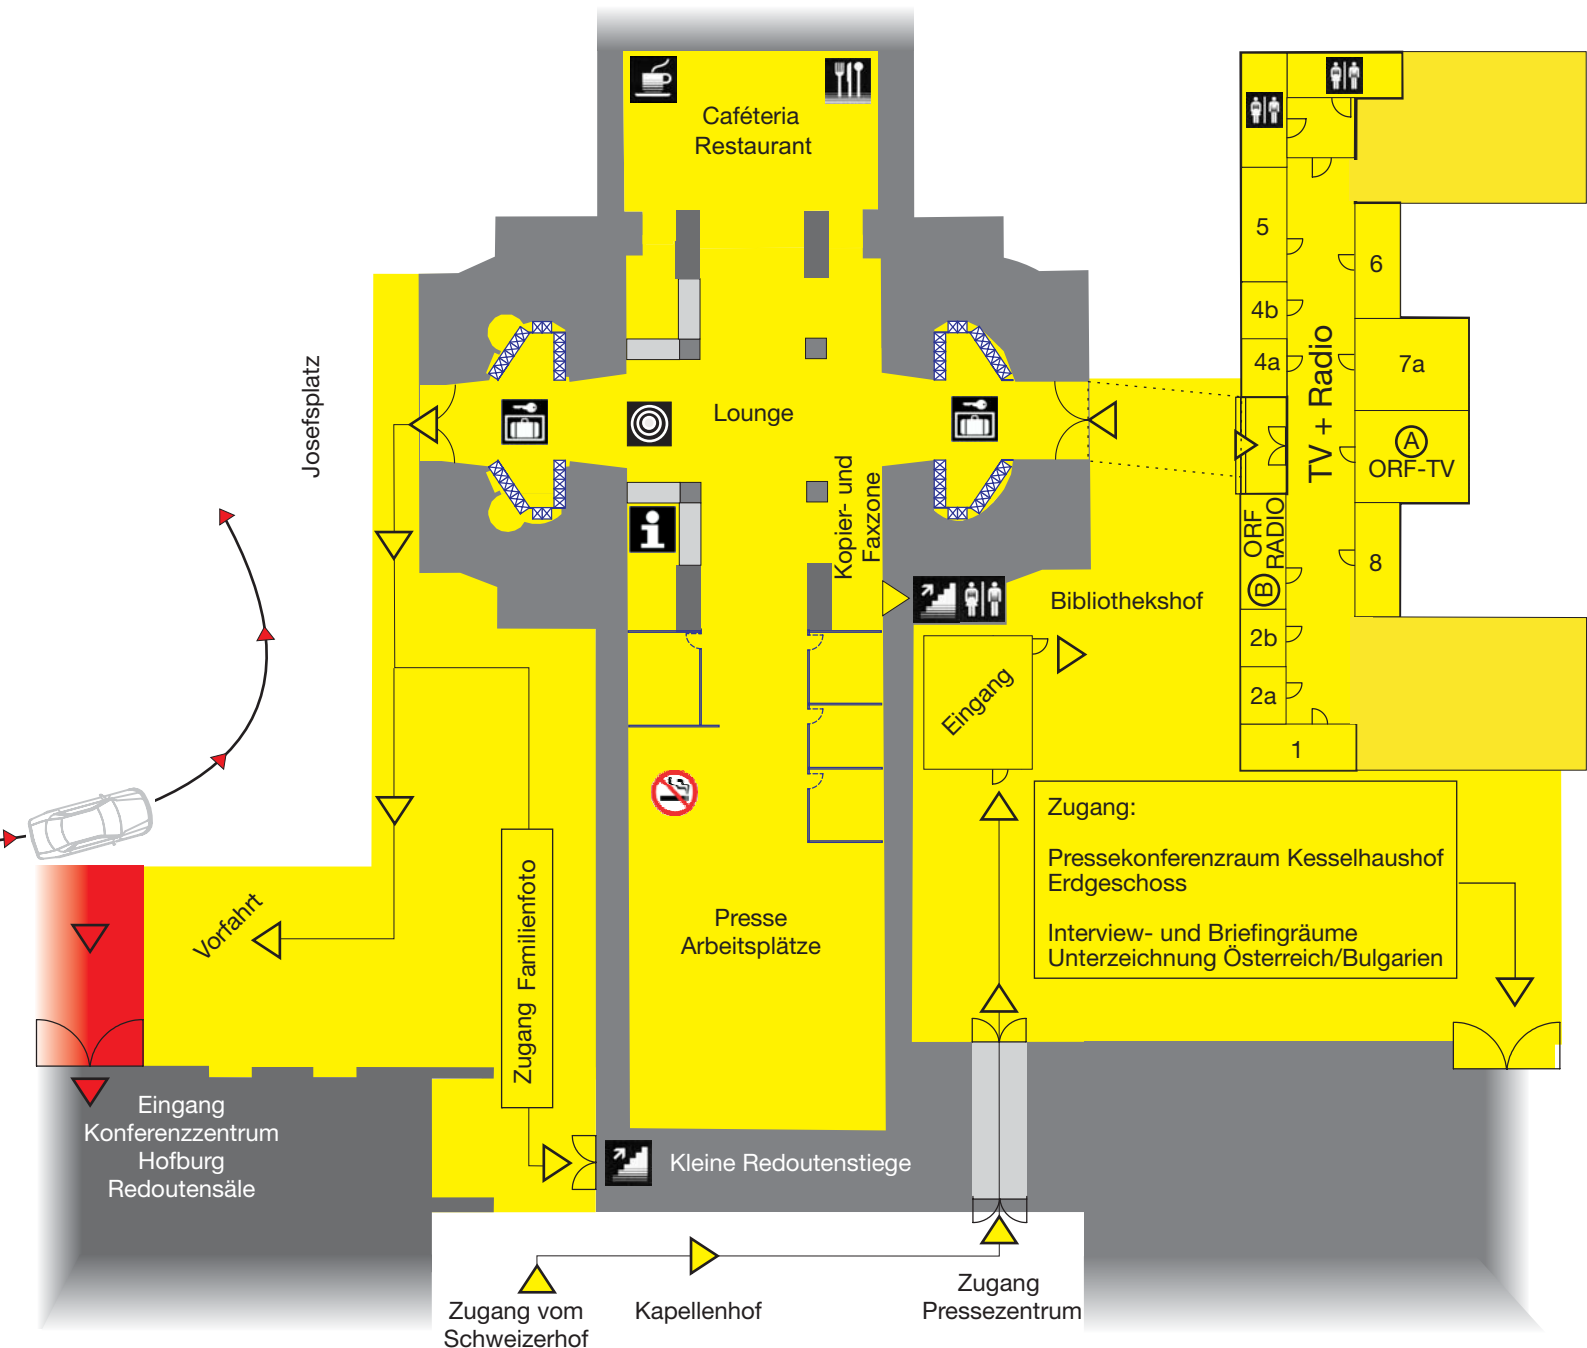 Caféteria
Restaurant
Josefsplatz
Lounge
Kopier- und
Faxzone
5
4b
4a
TV + Radio
6
7a
A
ORF-TV
8
ORF
RADIO
B
2b
2a
1
Bibliothekshof
Eingang
Zugang:
Pressekonferenzraum Kesselhaushof
Erdgeschoss
Interview- und Briefingräume
Unterzeichnung Österreich/Bulgarien
Presse
Arbeitsplätze
Vorfahrt
Zugang Familienfoto
Eingang
Konferenzzentrum
Hofburg
Redoutensäle
Kleine Redoutenstiege
Zugang vom
Schweizerhof
Kapellenhof
Zugang
Pressezentrum